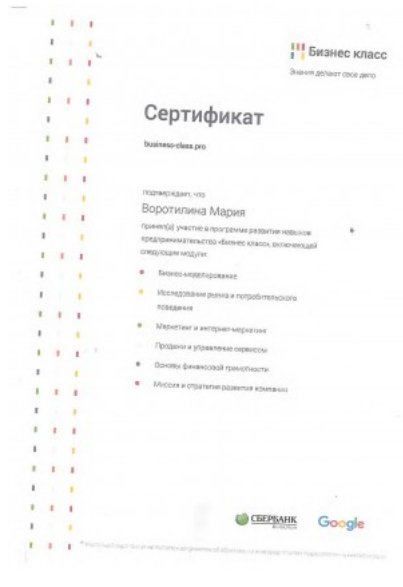 Бизнес класс
Знания делают свое дело
Сертификат
business-class.pro
подтверждает, что
Воротилина Мария
принял(а) участие в программе развития навыков
предпринимательства «Бизнес класс», включающей
следующие модули:
Бизнес-моделирование
Исследование рынка и потребительского
поведения
Маркетинг и интернет-маркетинг
Продажи и управление сервисом
Основы финансовой грамотности
Миссия и стратегия развития компании
СБЕРБАНК
Google